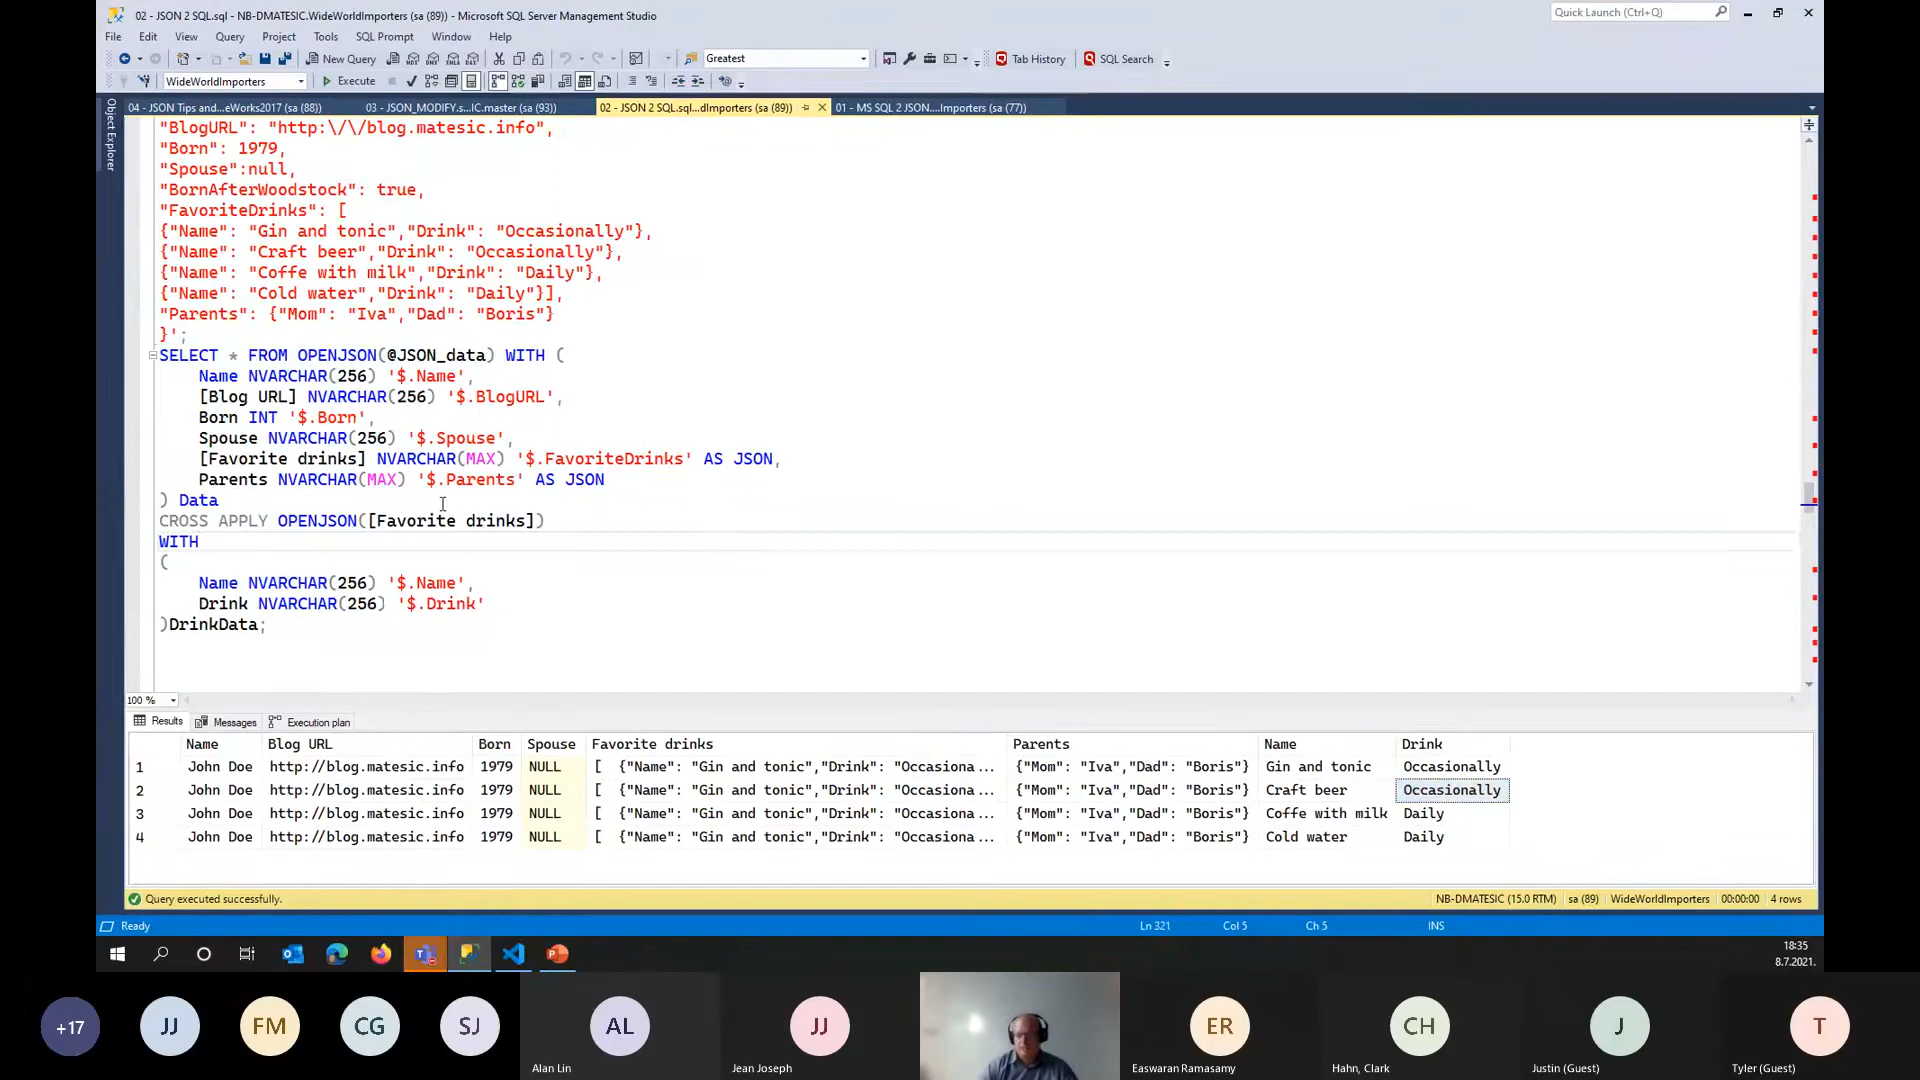 02 - JSON 2 SQL.sql - NB-DMATESIC.WideWorldImporters (sa (89)) - Microsoft SQL Server Management Studio
Quick Launch (Ctrl+Q)
File Edit View Query Project Tools SQL Prompt Window Help
New Query Greatest Tab History SQL Search
WideWorldImporters Execute
Object Explorer
04 - JSON Tips and...eWorks2017 (sa (88)) 03 - JSON_MODIFY.s...IC.master (sa (93)) 02 - JSON 2 SQL.sql...dImporters (sa (89)) 01 - MS SQL 2 JSON....Importers (sa (77))
"BlogURL": "http:\/\/blog.matesic.info",
"Born": 1979,
"Spouse":null,
"BornAfterWoodstock": true,
"FavoriteDrinks": [
{"Name": "Gin and tonic","Drink": "Occasionally"},
{"Name": "Craft beer","Drink": "Occasionally"},
{"Name": "Coffe with milk","Drink": "Daily"},
{"Name": "Cold water","Drink": "Daily"}],
"Parents": {"Mom": "Iva","Dad": "Boris"}
}';
SELECT * FROM OPENJSON(@JSON_data) WITH (
Name NVARCHAR(256) '$.Name',
[Blog URL] NVARCHAR(256) '$.BlogURL',
Born INT '$.Born',
Spouse NVARCHAR(256) '$.Spouse',
[Favorite drinks] NVARCHAR(MAX) '$.FavoriteDrinks' AS JSON,
Parents NVARCHAR(MAX) '$.Parents' AS JSON
) Data
CROSS APPLY OPENJSON([Favorite drinks])
WITH
(
Name NVARCHAR(256) '$.Name',
Drink NVARCHAR(256) '$.Drink'
)DrinkData;
100 %
Results Messages Execution plan
Name Blog URL Born Spouse Favorite drinks Parents Name Drink
1 John Doe http://blog.matesic.info 1979 NULL [ {"Name": "Gin and tonic","Drink": "Occasiona... {"Mom": "Iva","Dad": "Boris"} Gin and tonic Occasionally
2 John Doe http://blog.matesic.info 1979 NULL [ {"Name": "Gin and tonic","Drink": "Occasiona... {"Mom": "Iva","Dad": "Boris"} Craft beer Occasionally
3 John Doe http://blog.matesic.info 1979 NULL [ {"Name": "Gin and tonic","Drink": "Occasiona... {"Mom": "Iva","Dad": "Boris"} Coffe with milk Daily
4 John Doe http://blog.matesic.info 1979 NULL [ {"Name": "Gin and tonic","Drink": "Occasiona... {"Mom": "Iva","Dad": "Boris"} Cold water Daily
Query executed successfully. NB-DMATESIC (15.0 RTM) sa (89) WideWorldImporters 00:00:00 4 rows
Ready Ln 321 Col 5 Ch 5 INS
18:35
8.7.2021.
+17 JJ FM CG SJ AL JJ ER CH J T
Alan Lin Jean Joseph Easwaran Ramasamy Hahn, Clark Justin (Guest) Tyler (Guest)